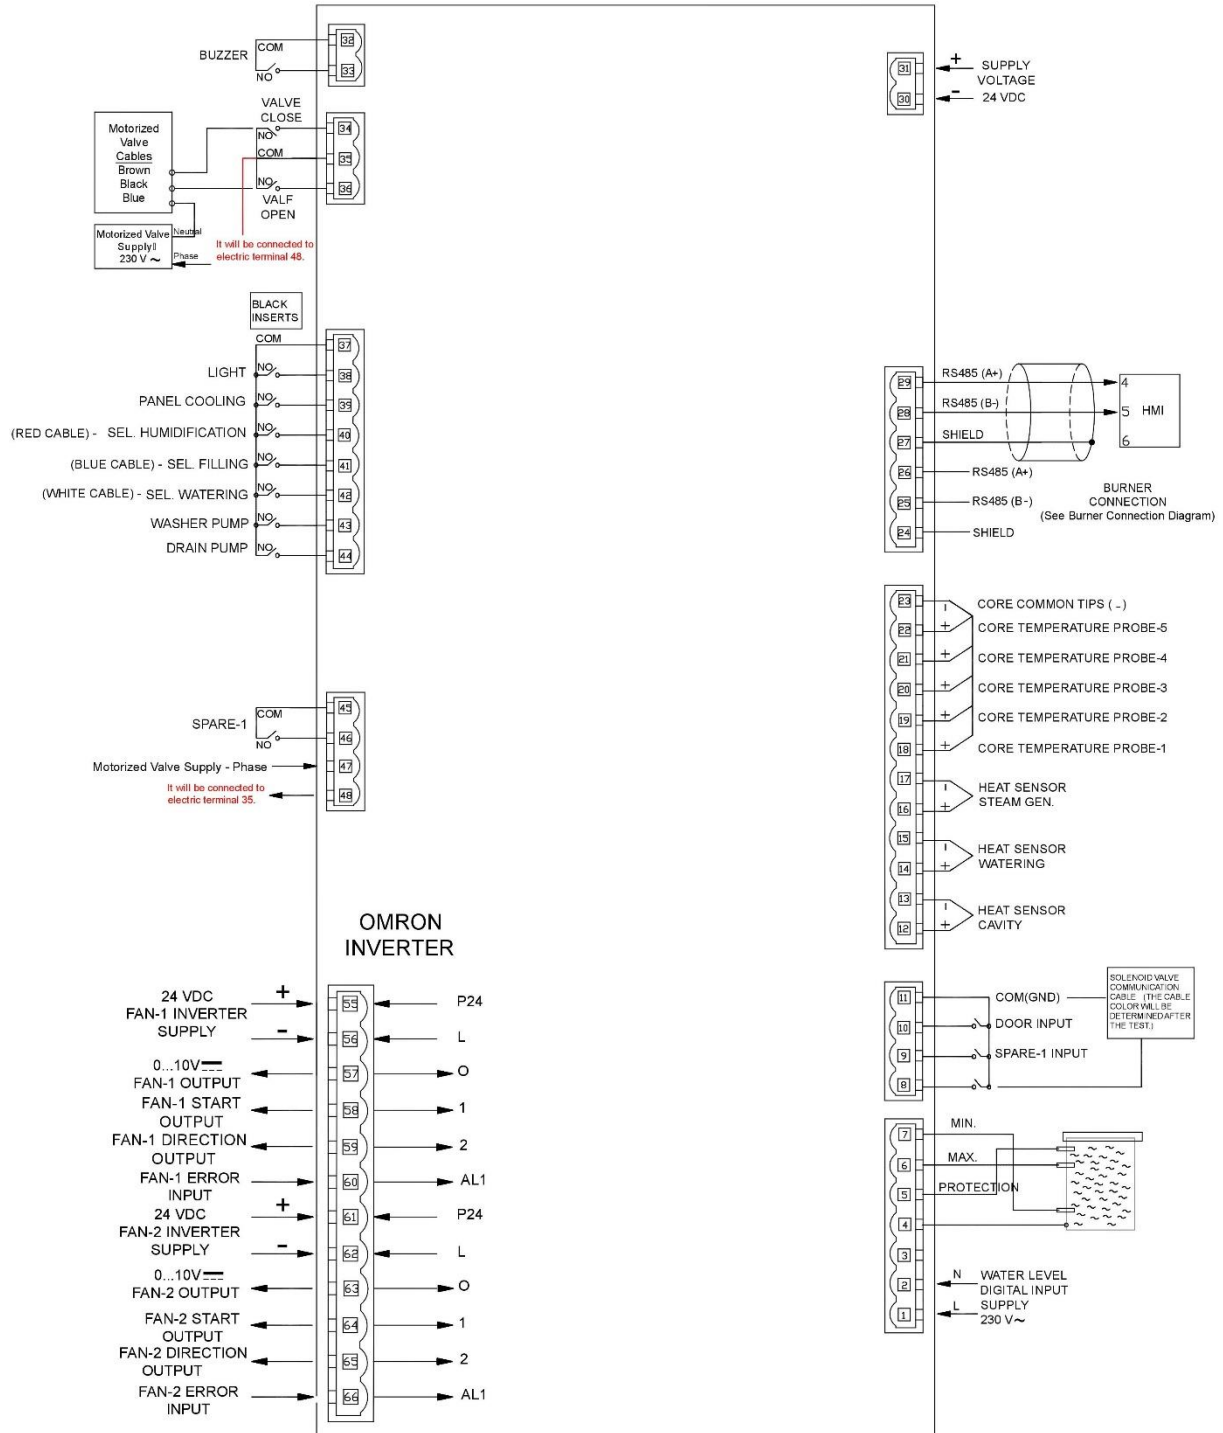 BUZZER
COM
NO
32
33
VALVE
CLOSE
NO
COM
NO
VALF
OPEN
34
35
36
Motorized
Valve
Cables
Brown
Black
Blue
Motorized Valve
Supply
230 V ~
Neutral
Phase
It will be connected to
electric terminal 48.
BLACK
INSERTS
COM
37
LIGHT NO 38
PANEL COOLING NO 39
(RED CABLE) - SEL. HUMIDIFICATION NO 40
(BLUE CABLE) - SEL. FILLING NO 41
(WHITE CABLE) - SEL. WATERING NO 42
WASHER PUMP NO 43
DRAIN PUMP NO 44
SPARE-1
COM
NO
45
46
Motorized Valve Supply - Phase 47
It will be connected to
electric terminal 35.
48
OMRON
INVERTER
24 VDC
FAN-1 INVERTER
SUPPLY
+
-
55 P24
56 L
0...10V
FAN-1 OUTPUT
57 O
FAN-1 START
OUTPUT
58 1
FAN-1 DIRECTION
OUTPUT
59 2
FAN-1 ERROR
INPUT
60 AL1
24 VDC
FAN-2 INVERTER
SUPPLY
+
-
61 P24
62 L
0...10V
FAN-2 OUTPUT
63 O
FAN-2 START
OUTPUT
64 1
FAN-2 DIRECTION
OUTPUT
65 2
FAN-2 ERROR
INPUT
66 AL1
31 +
30 -
SUPPLY
VOLTAGE
24 VDC
29 RS485 (A+) 4
28 RS485 (B-) 5 HMI
27 SHIELD 6
26 RS485 (A+)
25 RS485 (B-)
24 SHIELD
BURNER
CONNECTION
(See Burner Connection Diagram)
23 - CORE COMMON TIPS ( - )
22 + CORE TEMPERATURE PROBE-5
21 + CORE TEMPERATURE PROBE-4
20 + CORE TEMPERATURE PROBE-3
19 + CORE TEMPERATURE PROBE-2
18 + CORE TEMPERATURE PROBE-1
17 -
16 +
HEAT SENSOR
STEAM GEN.
15 -
14 +
HEAT SENSOR
WATERING
13 -
12 +
HEAT SENSOR
CAVITY
11 COM(GND)
10 DOOR INPUT
9 SPARE-1 INPUT
8
SOLENOID VALVE
COMMUNICATION
CABLE (THE CABLE
COLOR WILL BE
DETERMINED AFTER
THE TEST.)
7 MIN.
6 MAX.
5 PROTECTION
4
3
2 N
1 L
WATER LEVEL
DIGITAL INPUT
SUPPLY
230 V~